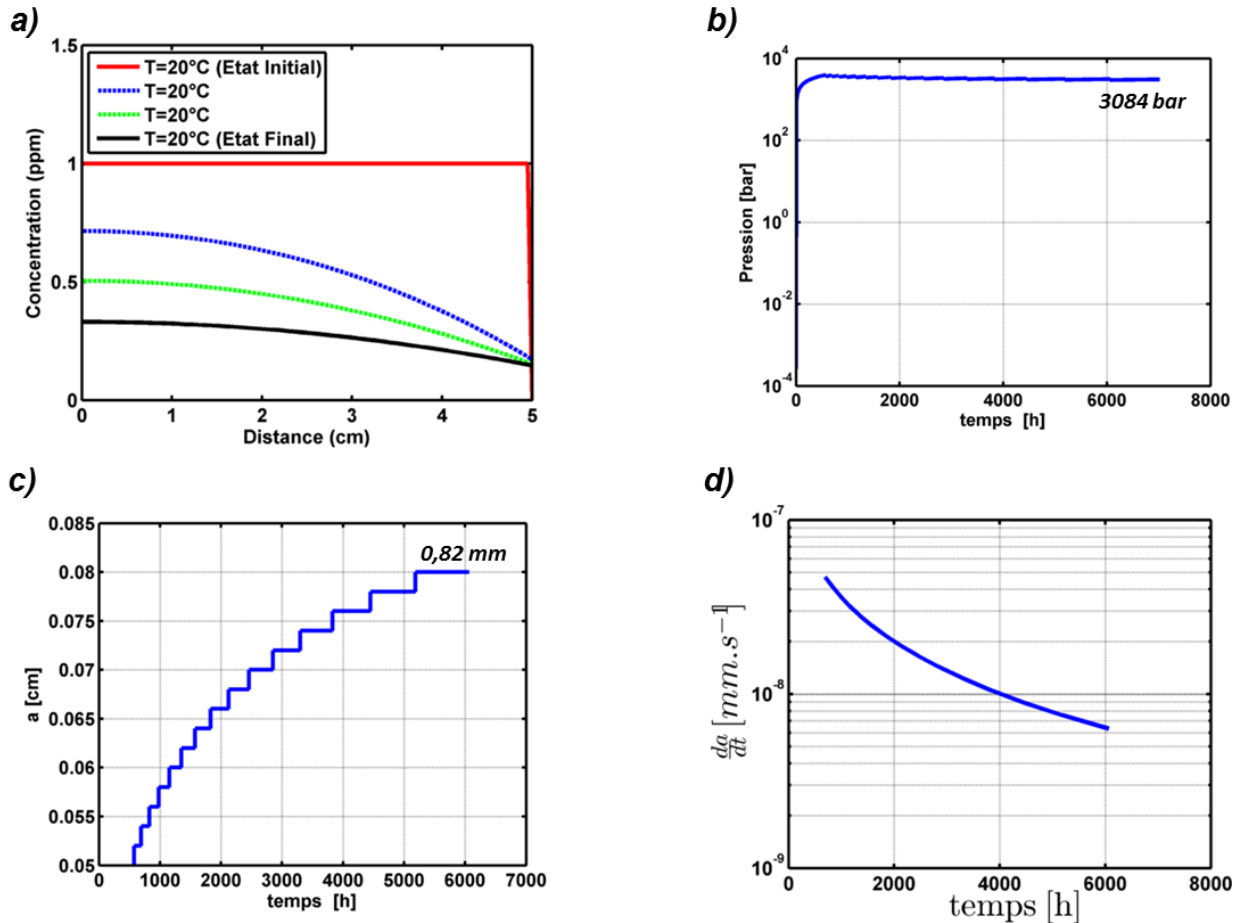 a)
1.5
1
0.5
0
Concentration (ppm)
T=20°C (Etat Initial)
T=20°C
T=20°C
T=20°C (Etat Final)
0 1 2 3 4 5
Distance (cm)
b)
10^4
10^2
10^0
10^-2
10^-4
Pression [bar]
3084 bar
0 2000 4000 6000 8000
temps [h]
c)
0.085
0.08
0.075
0.07
0.065
0.06
0.055
0.05
a [cm]
0,82 mm
0 1000 2000 3000 4000 5000 6000 7000
temps [h]
d)
10^-7
10^-8
10^-9
da/dt [mm.s^-1]
0 2000 4000 6000 8000
temps [h]